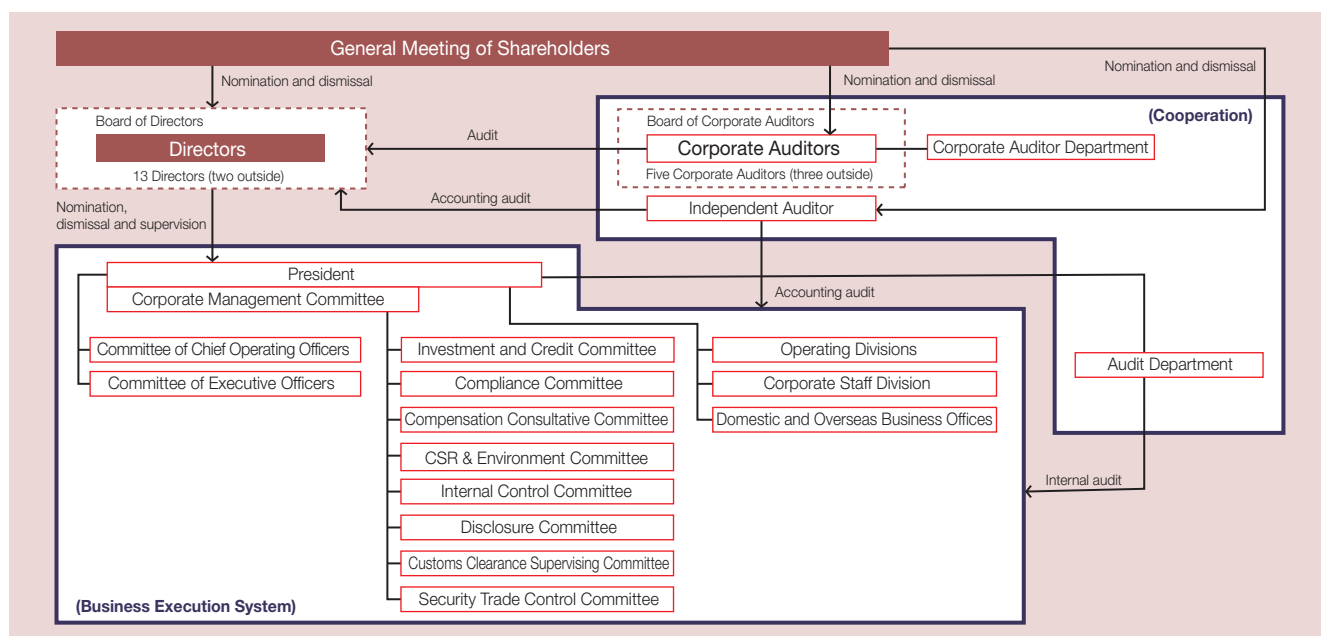 General Meeting of Shareholders
Nomination and dismissal
Nomination and dismissal
Nomination and dismissal
Board of Directors
Directors
13 Directors (two outside)
Audit
Board of Corporate Auditors
Corporate Auditors
Five Corporate Auditors (three outside)
(Cooperation)
Corporate Auditor Department
Accounting audit
Independent Auditor
Nomination,
dismissal and supervision
President
Corporate Management Committee
Accounting audit
Committee of Chief Operating Officers
Committee of Executive Officers
Investment and Credit Committee
Compliance Committee
Compensation Consultative Committee
CSR & Environment Committee
Internal Control Committee
Disclosure Committee
Customs Clearance Supervising Committee
Security Trade Control Committee
Operating Divisions
Corporate Staff Division
Domestic and Overseas Business Offices
Audit Department
Internal audit
(Business Execution System)